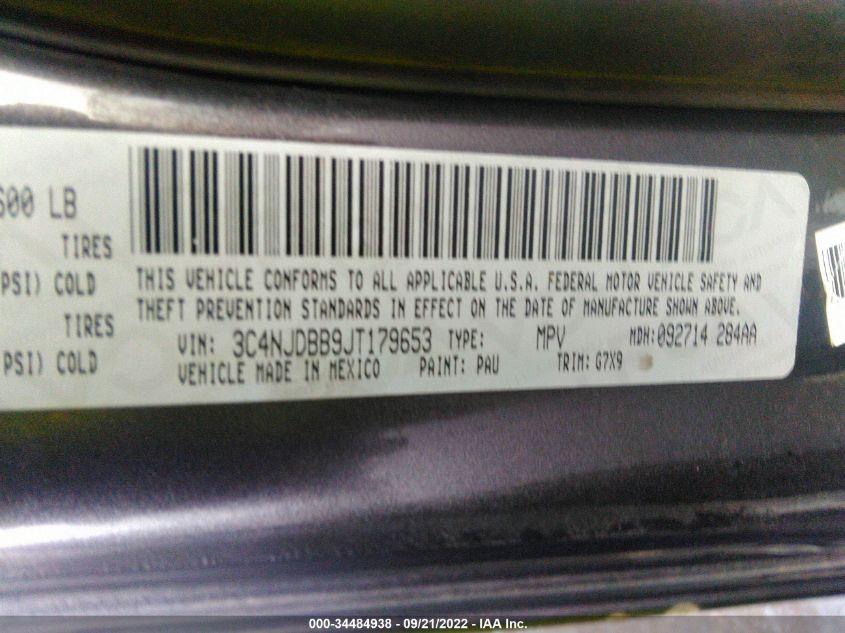 600 LB
TIRES
PSI) COLD
TIRES
PSI) COLD
THIS VEHICLE CONFORMS TO ALL APPLICABLE U.S.A. FEDERAL MOTOR VEHICLE SAFETY AND
THEFT PREVENTION STANDARDS IN EFFECT ON THE DATE OF MANUFACTURE SHOWN ABOVE.
VIN: 3C4NJDBB9JT179653 TYPE: MPV MDH:092714 284AA
VEHICLE MADE IN MEXICO PAINT: PAU TRIM: G7X9
000-34484938 - 09/21/2022 - IAA Inc.